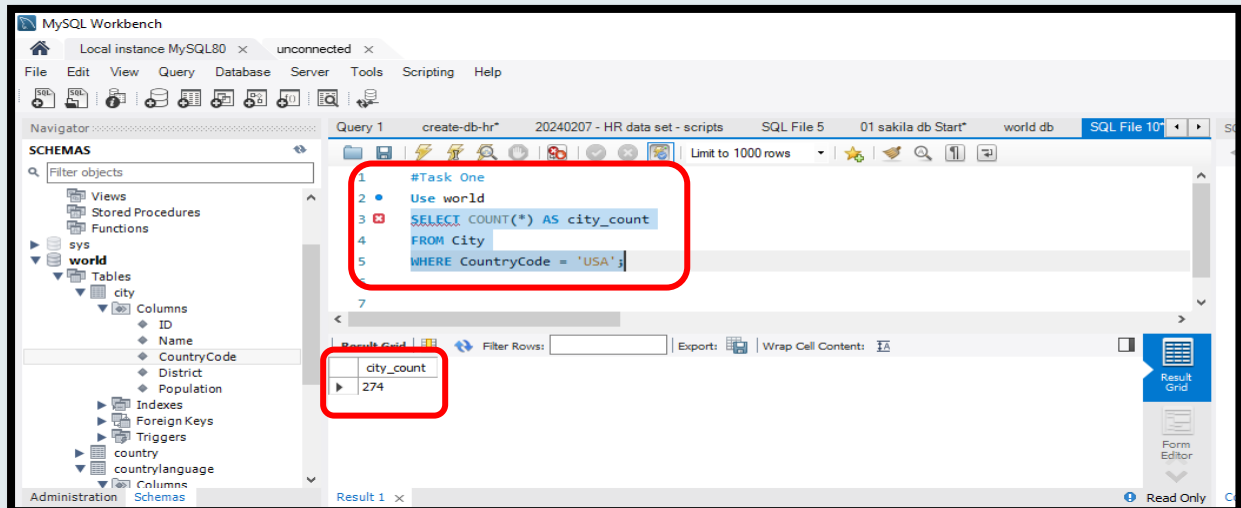 MySQL Workbench
Local instance MySQL80 × unconnected ×
File Edit View Query Database Server Tools Scripting Help
Navigator
Query 1 create-db-hr* 20240207 - HR data set - scripts SQL File 5 01 sakila db Start* world db SQL File 10*
SCHEMAS
Limit to 1000 rows
Filter objects
Views
Stored Procedures
Functions
sys
world
Tables
city
Columns
ID
Name
CountryCode
District
Population
Indexes
Foreign Keys
Triggers
country
countrylanguage
Columns
Administration Schemas
1 #Task One
2 Use world
3 SELECT COUNT(*) AS city_count
4 FROM City
5 WHERE CountryCode = 'USA';
7
Result Grid Filter Rows: Export: Wrap Cell Content:
city_count
274
Result Grid
Form Editor
Result 1 ×
Read Only